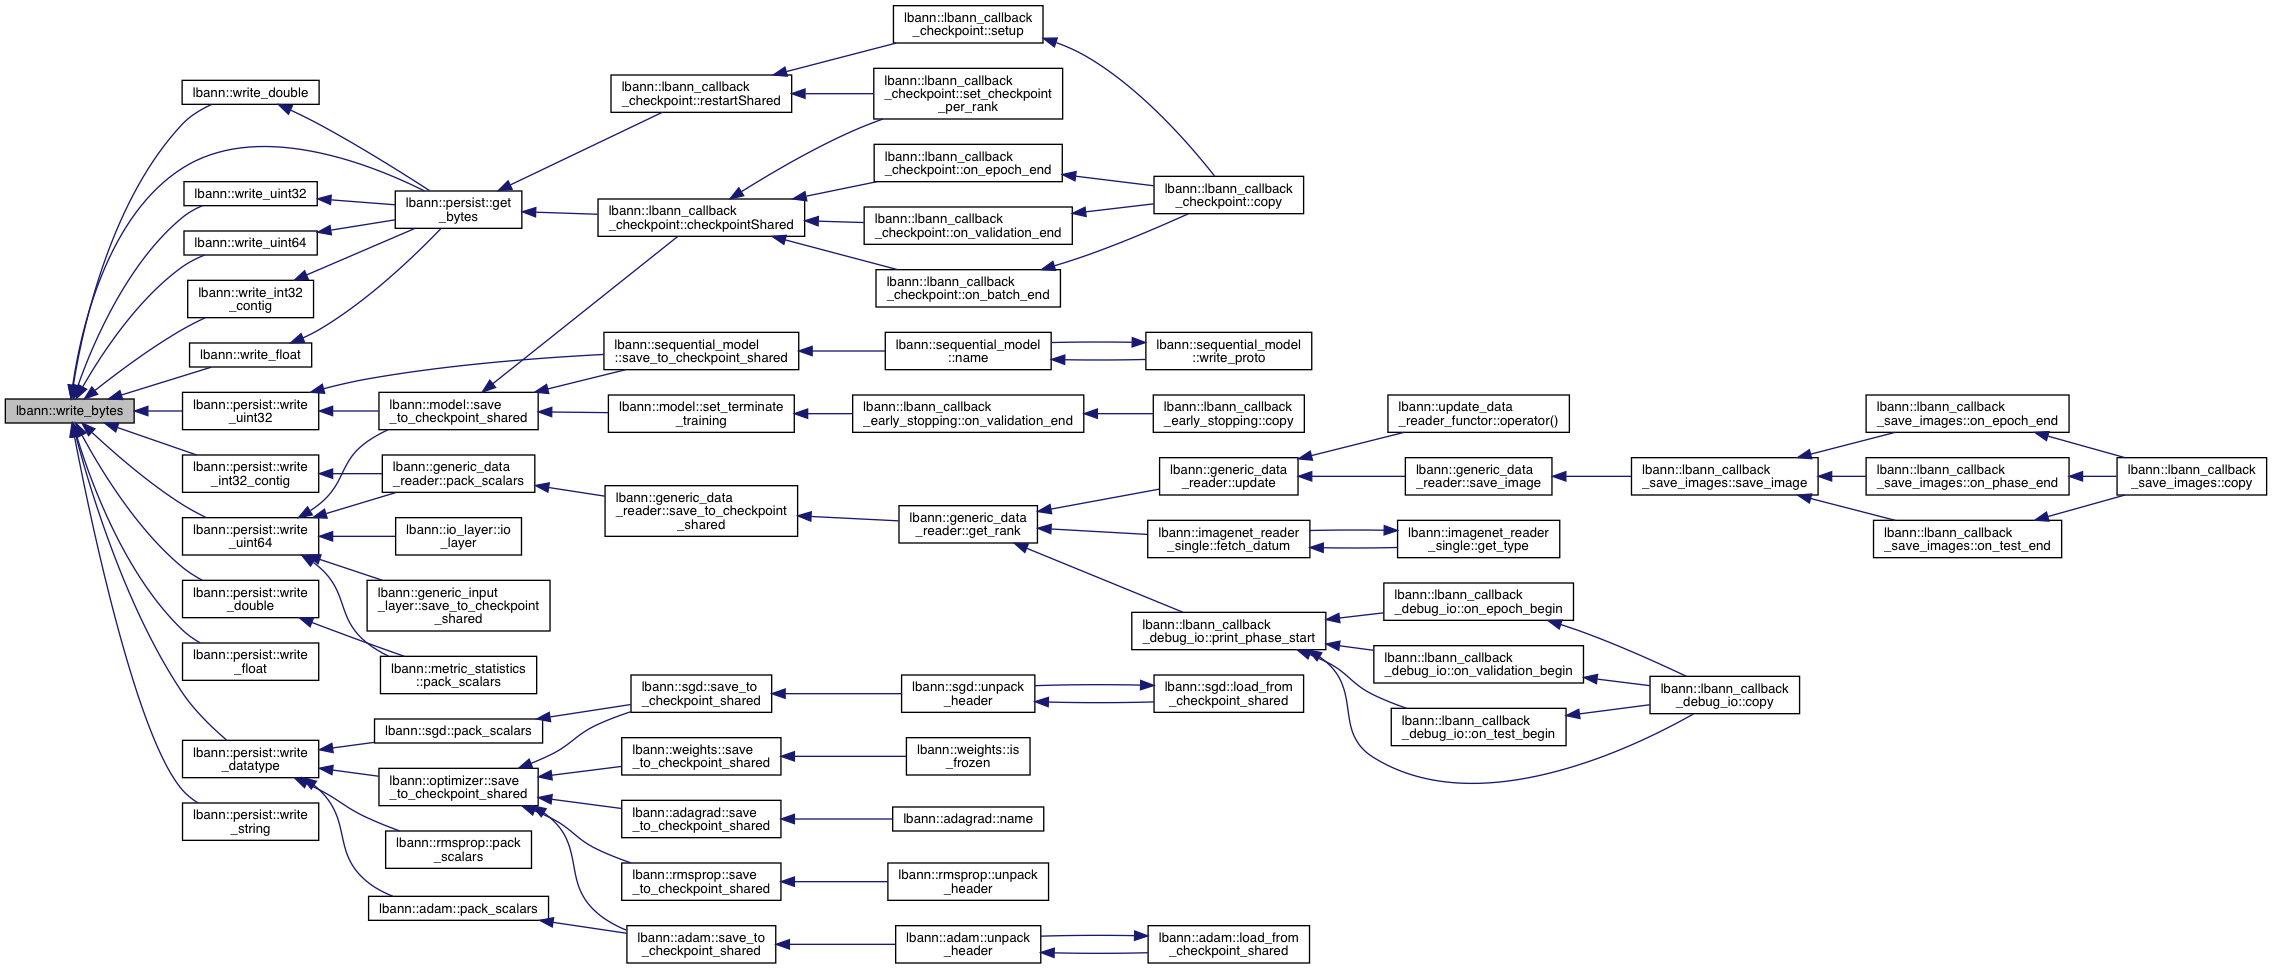 lbann::write_bytes
lbann::write_double
lbann::write_uint32
lbann::write_uint64
lbann::write_int32
_contig
lbann::write_float
lbann::persist::write
_uint32
lbann::persist::write
_int32_contig
lbann::persist::write
_uint64
lbann::persist::write
_double
lbann::persist::write
_float
lbann::persist::write
_datatype
lbann::persist::write
_string
lbann::persist::get
_bytes
lbann::model::save
_to_checkpoint_shared
lbann::generic_data
_reader::pack_scalars
lbann::io_layer::io
_layer
lbann::generic_input
_layer::save_to_checkpoint
_shared
lbann::metric_statistics
::pack_scalars
lbann::sgd::pack_scalars
lbann::optimizer::save
_to_checkpoint_shared
lbann::rmsprop::pack
_scalars
lbann::adam::pack_scalars
lbann::lbann_callback
_checkpoint::restartShared
lbann::lbann_callback
_checkpoint::checkpointShared
lbann::sequential_model
::save_to_checkpoint_shared
lbann::model::set_terminate
_training
lbann::generic_data
_reader::save_to_checkpoint
_shared
lbann::sgd::save_to
_checkpoint_shared
lbann::weights::save
_to_checkpoint_shared
lbann::adagrad::save
_to_checkpoint_shared
lbann::rmsprop::save
_to_checkpoint_shared
lbann::adam::save_to
_checkpoint_shared
lbann::lbann_callback
_checkpoint::setup
lbann::lbann_callback
_checkpoint::set_checkpoint
_per_rank
lbann::lbann_callback
_checkpoint::on_epoch_end
lbann::lbann_callback
_checkpoint::on_validation_end
lbann::lbann_callback
_checkpoint::on_batch_end
lbann::sequential_model
::name
lbann::lbann_callback
_early_stopping::on_validation_end
lbann::generic_data
_reader::get_rank
lbann::sgd::unpack
_header
lbann::weights::is
_frozen
lbann::adagrad::name
lbann::rmsprop::unpack
_header
lbann::adam::unpack
_header
lbann::lbann_callback
_checkpoint::copy
lbann::sequential_model
::write_proto
lbann::lbann_callback
_early_stopping::copy
lbann::generic_data
_reader::update
lbann::imagenet_reader
_single::fetch_datum
lbann::lbann_callback
_debug_io::print_phase_start
lbann::sgd::load_from
_checkpoint_shared
lbann::adam::load_from
_checkpoint_shared
lbann::update_data
_reader_functor::operator()
lbann::generic_data
_reader::save_image
lbann::imagenet_reader
_single::get_type
lbann::lbann_callback
_debug_io::on_epoch_begin
lbann::lbann_callback
_debug_io::on_validation_begin
lbann::lbann_callback
_debug_io::on_test_begin
lbann::lbann_callback
_save_images::save_image
lbann::lbann_callback
_debug_io::copy
lbann::lbann_callback
_save_images::on_epoch_end
lbann::lbann_callback
_save_images::on_phase_end
lbann::lbann_callback
_save_images::on_test_end
lbann::lbann_callback
_save_images::copy